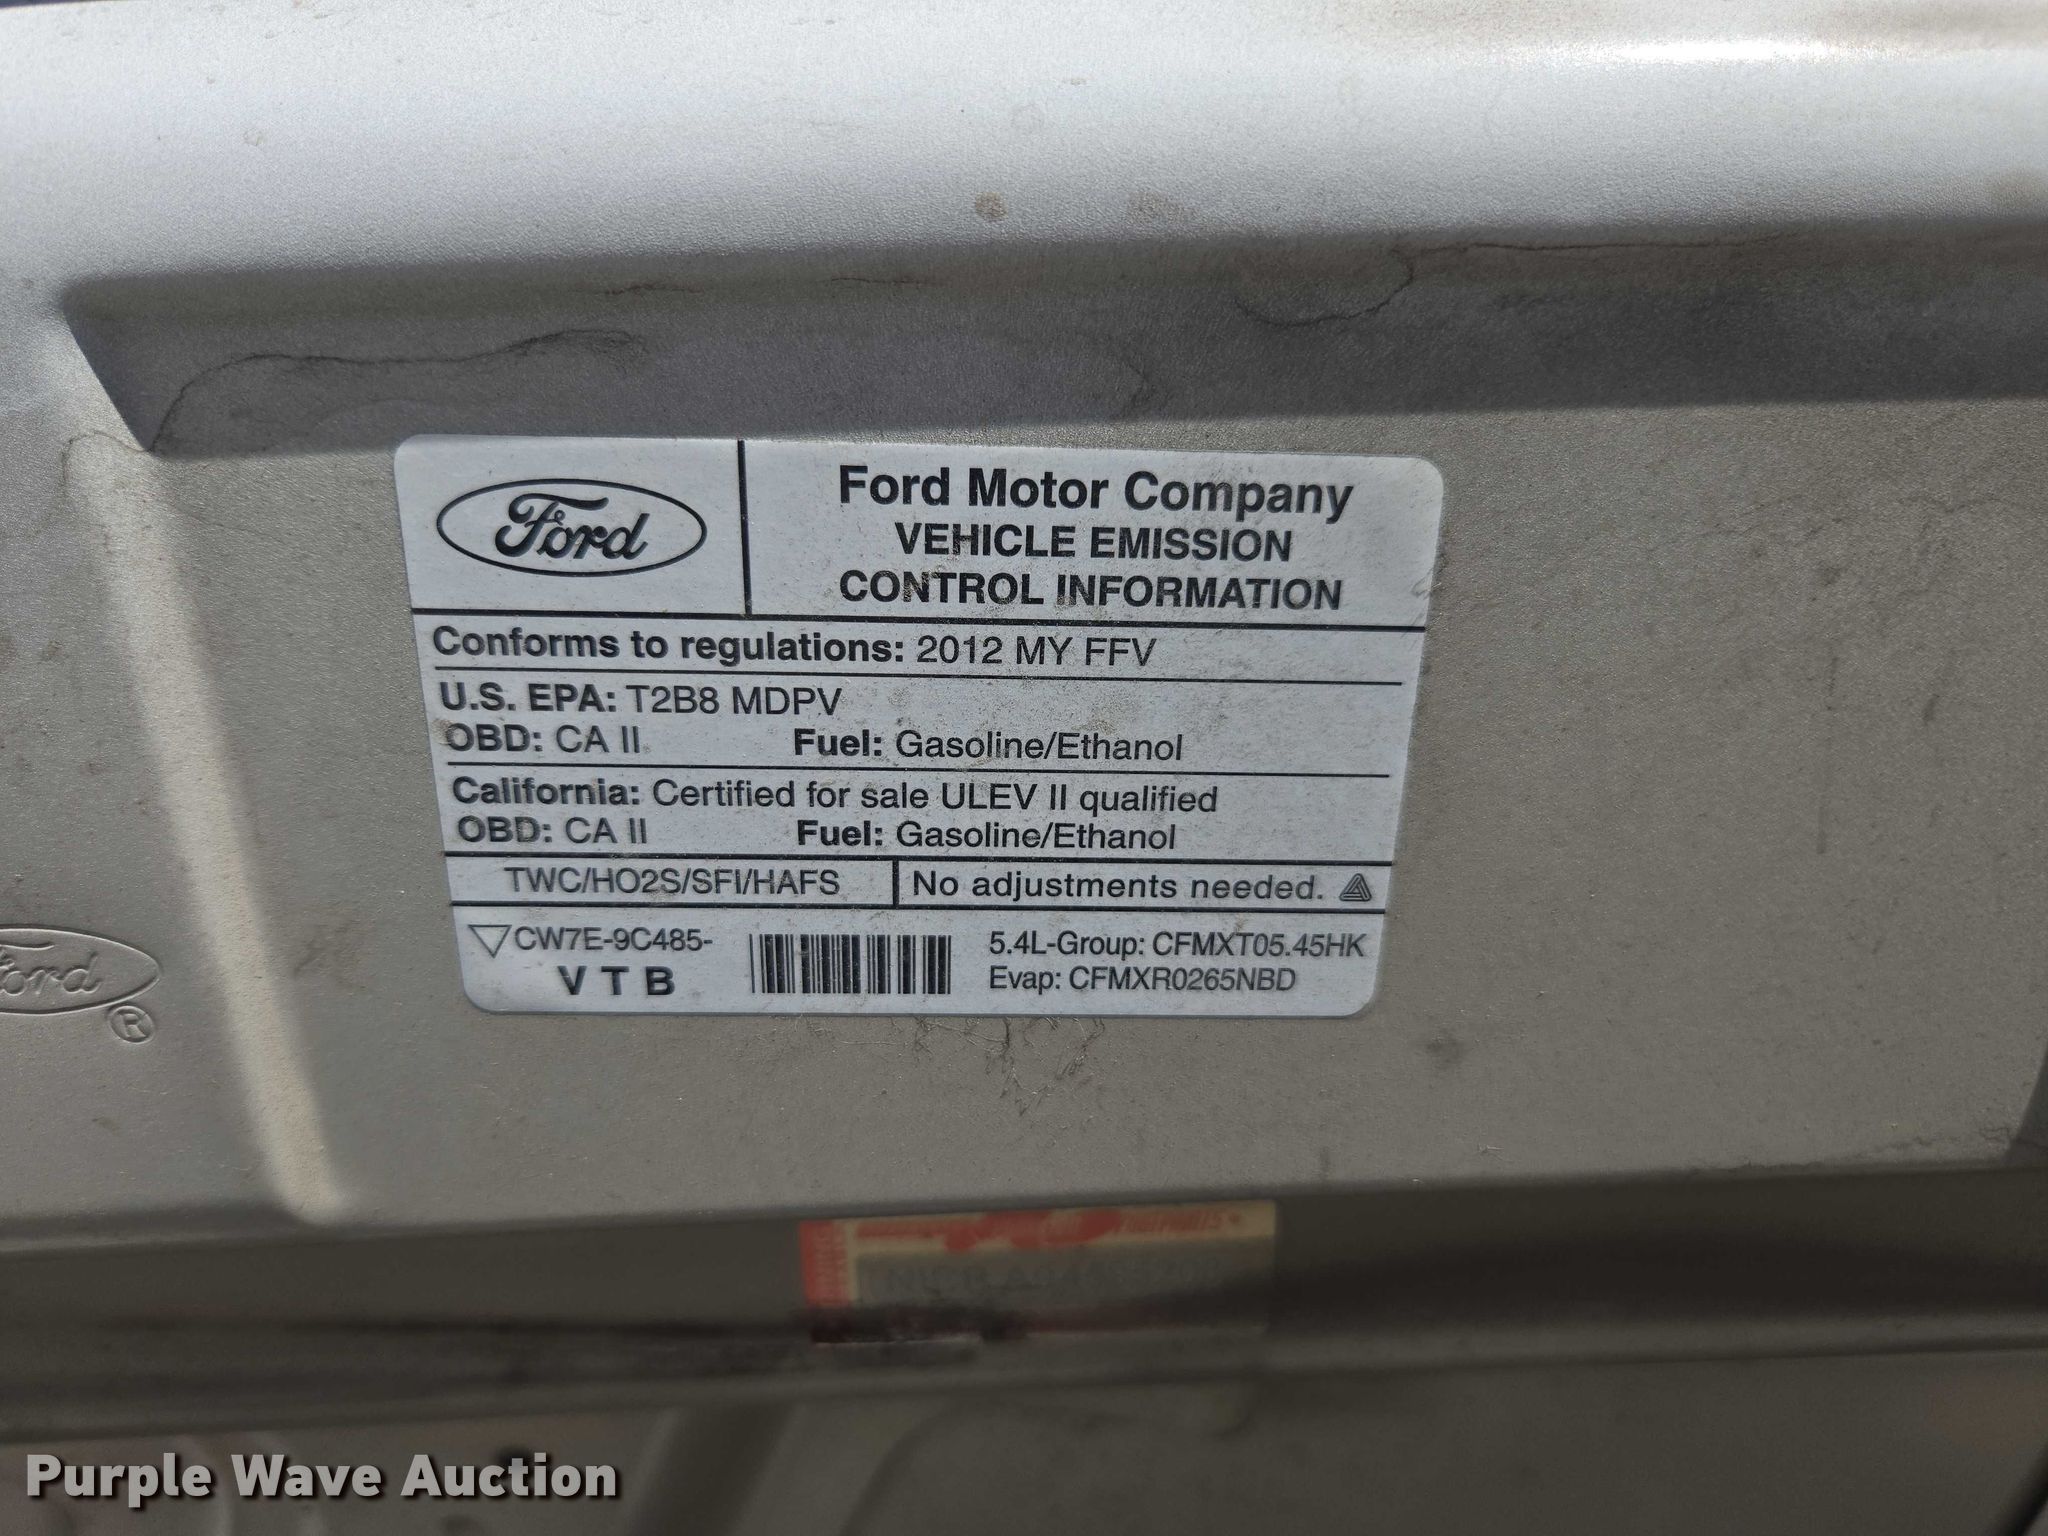 Ford
Ford Motor Company
VEHICLE EMISSION
CONTROL INFORMATION
Conforms to regulations: 2012 MY FFV
U.S. EPA: T2B8 MDPV
OBD: CA II Fuel: Gasoline/Ethanol
California: Certified for sale ULEV II qualified
OBD: CA II Fuel: Gasoline/Ethanol
TWC/HO2S/SFI/HAFS No adjustments needed.
CW7E-9C485-
VTB
5.4L-Group: CFMXT05.45HK
Evap: CFMXR0265NBD
Ford
®
Purple Wave Auction